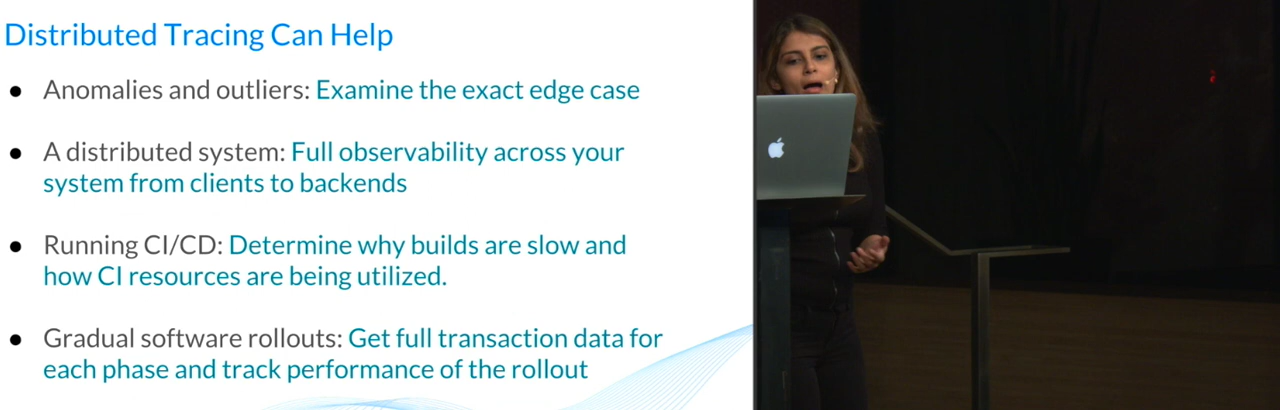 Distributed Tracing Can Help
● Anomalies and outliers: Examine the exact edge case
● A distributed system: Full observability across your
system from clients to backends
● Running CI/CD: Determine why builds are slow and
how CI resources are being utilized.
● Gradual software rollouts: Get full transaction data for
each phase and track performance of the rollout